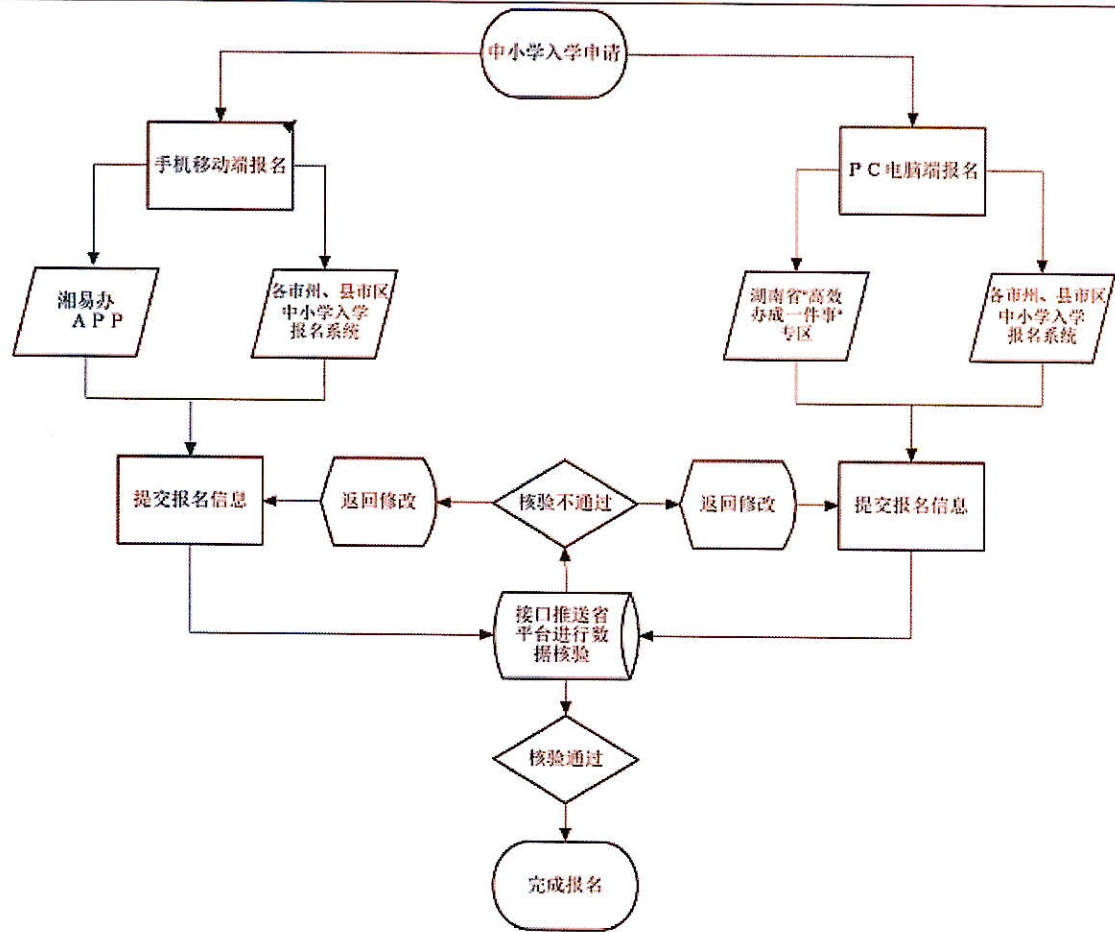 中小学入学申请
手机移动端报名
PC电脑端报名
湘易办
APP
各市州、县市区
中小学入学
报名系统
湖南省“高效
办成一件事”
专区
各市州、县市区
中小学入学
报名系统
提交报名信息
返回修改
核验不通过
返回修改
提交报名信息
接口推送省
平台进行数
据核验
核验通过
完成报名